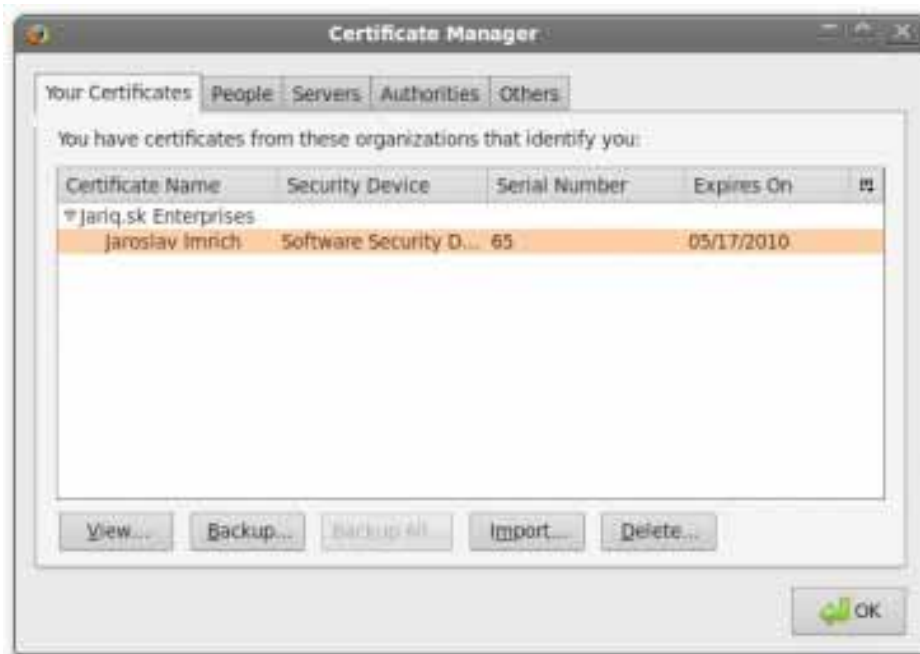 Certificate Manager
Your Certificates People Servers Authorities Others
You have certificates from these organizations that identify you:
Certificate Name Security Device Serial Number Expires On
Jariq.sk Enterprises
Jaroslav Imrich Software Security D... 65 05/17/2010
View... Backup... Backup All... Import... Delete...
OK